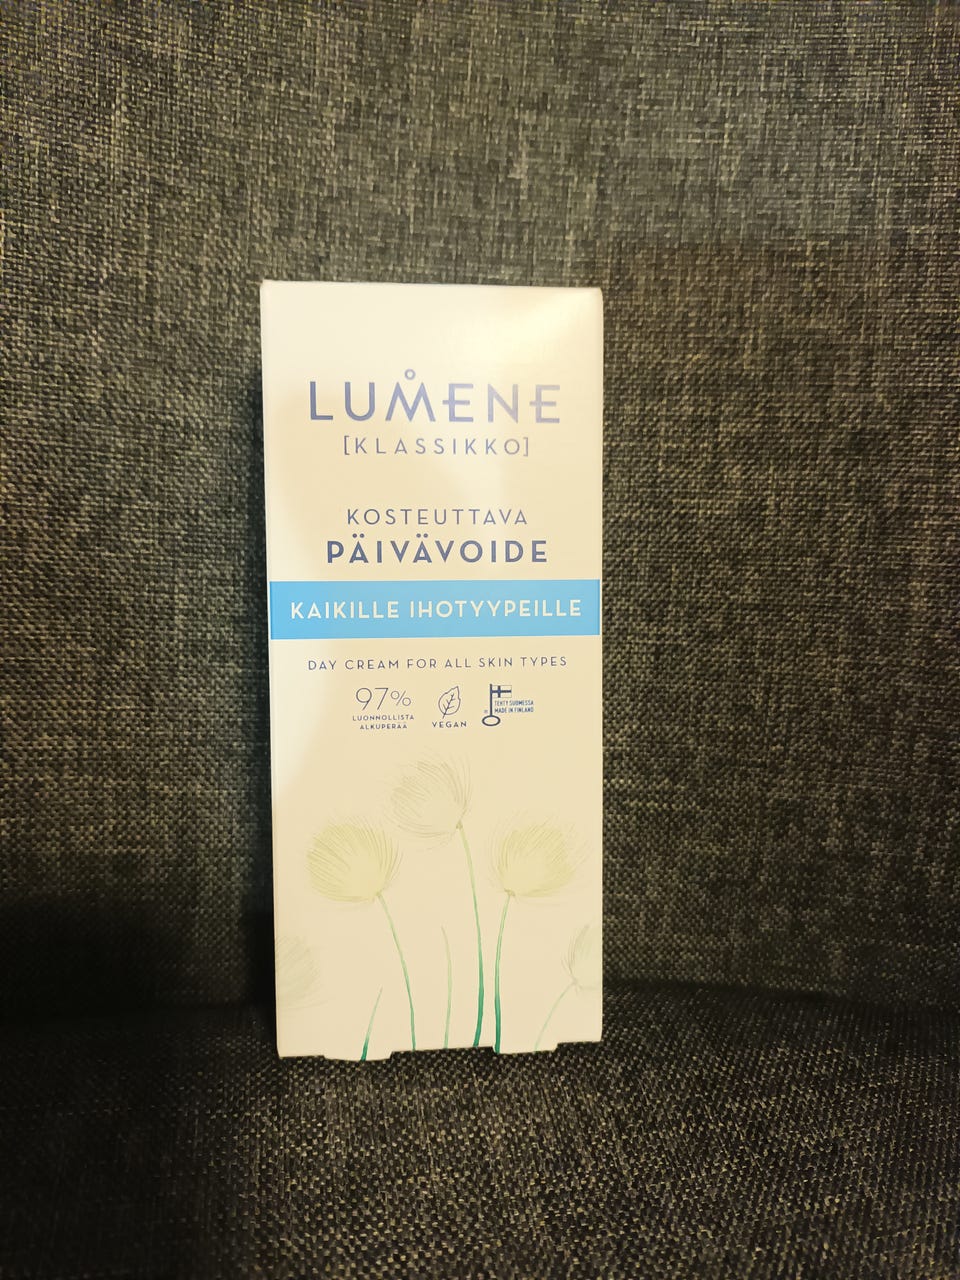 LUMENE
[KLASSIKKO]
KOSTEUTTAVA
PÄIVÄVOIDE
KAIKILLE IHOTYYPEILLE
DAY CREAM FOR ALL SKIN TYPES
97%
LUONNOLLISTA
ALKUPERÄÄ
VEGAN
TEHTY SUOMESSA
MADE IN FINLAND